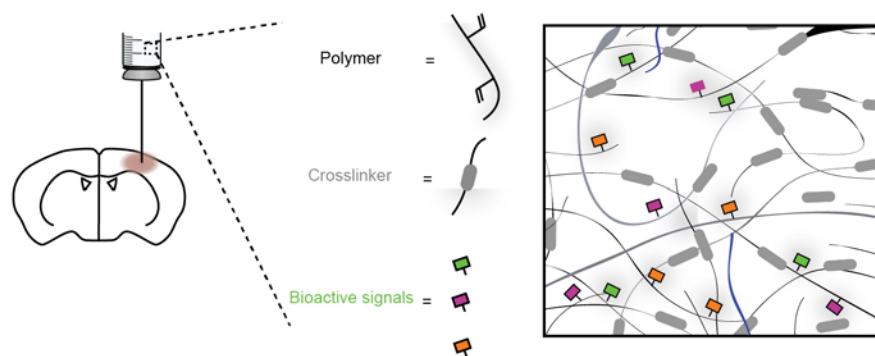 Polymer =
Crosslinker =
Bioactive signals =